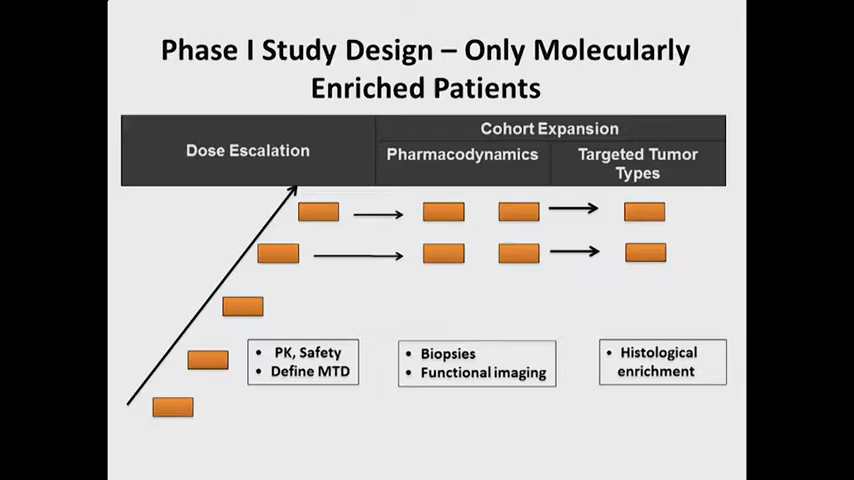 Phase I Study Design – Only Molecularly
Enriched Patients
Dose Escalation
Cohort Expansion
Pharmacodynamics
Targeted Tumor
Types
• PK, Safety
• Define MTD
• Biopsies
• Functional imaging
• Histological
enrichment